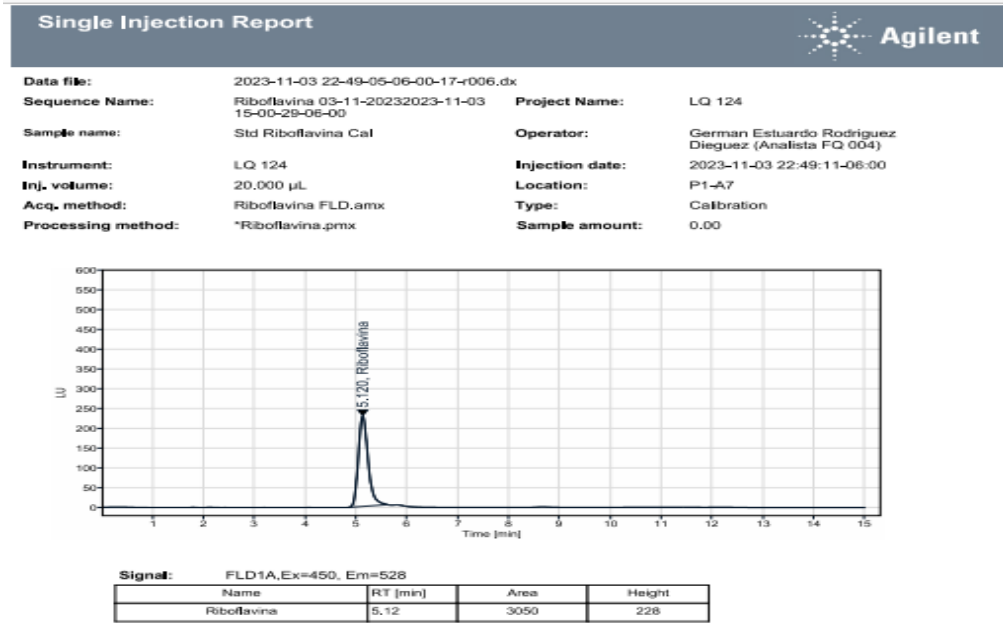 Single Injection Report
Agilent
Data file: 2023-11-03 22-49-05-06-00-17-r006.dx
Sequence Name: Riboflavina 03-11-20232023-11-03 15-00-29-06-00 Project Name: LQ 124
Sample name: Std Riboflavina Cal Operator: German Estuardo Rodriguez Dieguez (Analista FQ 004)
Instrument: LQ 124 Injection date: 2023-11-03 22:49:11-06:00
Inj. volume: 20.000 µL Location: P1-A7
Acq. method: Riboflavina FLD.amx Type: Calibration
Processing method: *Riboflavina.pmx Sample amount: 0.00
600
550
500
450
400
350
300
250
200
150
100
50
0
LU
5.120, Riboflavina
1 2 3 4 5 6 7 8 9 10 11 12 13 14 15
Time [min]
Signal: FLD1A,Ex=450, Em=528
Name RT [min] Area Height
Riboflavina 5.12 3050 228